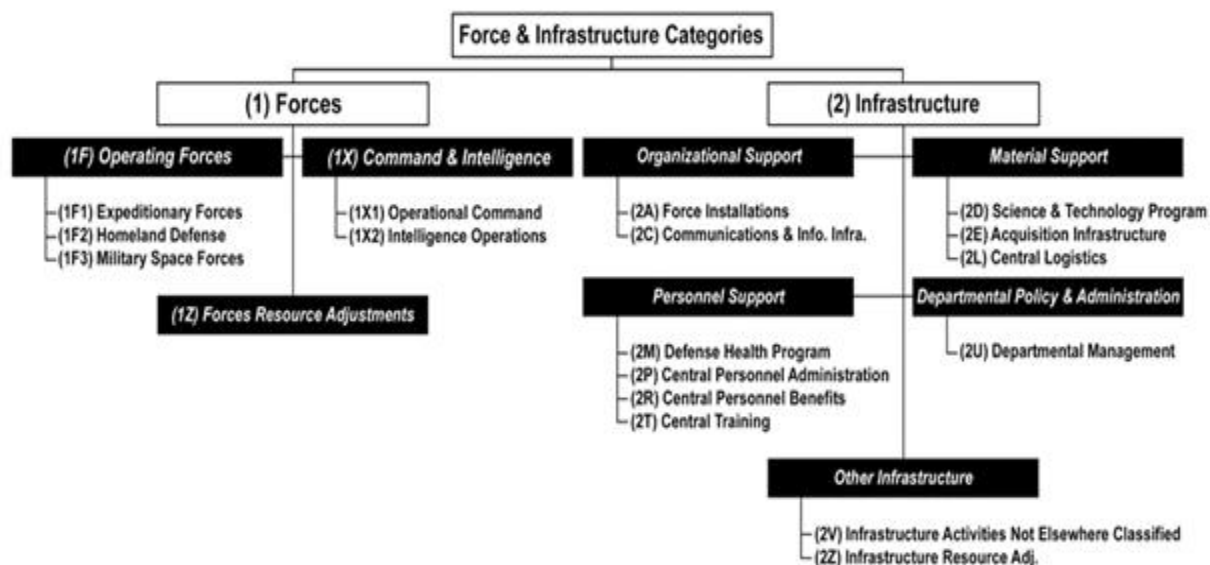 Force & Infrastructure Categories
(1) Forces
(2) Infrastructure
(1F) Operating Forces
(1X) Command & Intelligence
Organizational Support
Material Support
(1F1) Expeditionary Forces
(1F2) Homeland Defense
(1F3) Military Space Forces
(1X1) Operational Command
(1X2) Intelligence Operations
(2A) Force Installations
(2C) Communications & Info. Infra.
(2D) Science & Technology Program
(2E) Acquisition Infrastructure
(2L) Central Logistics
(1Z) Forces Resource Adjustments
Personnel Support
Departmental Policy & Administration
(2M) Defense Health Program
(2P) Central Personnel Administration
(2R) Central Personnel Benefits
(2T) Central Training
(2U) Departmental Management
Other Infrastructure
(2V) Infrastructure Activities Not Elsewhere Classified
(2Z) Infrastructure Resource Adj.